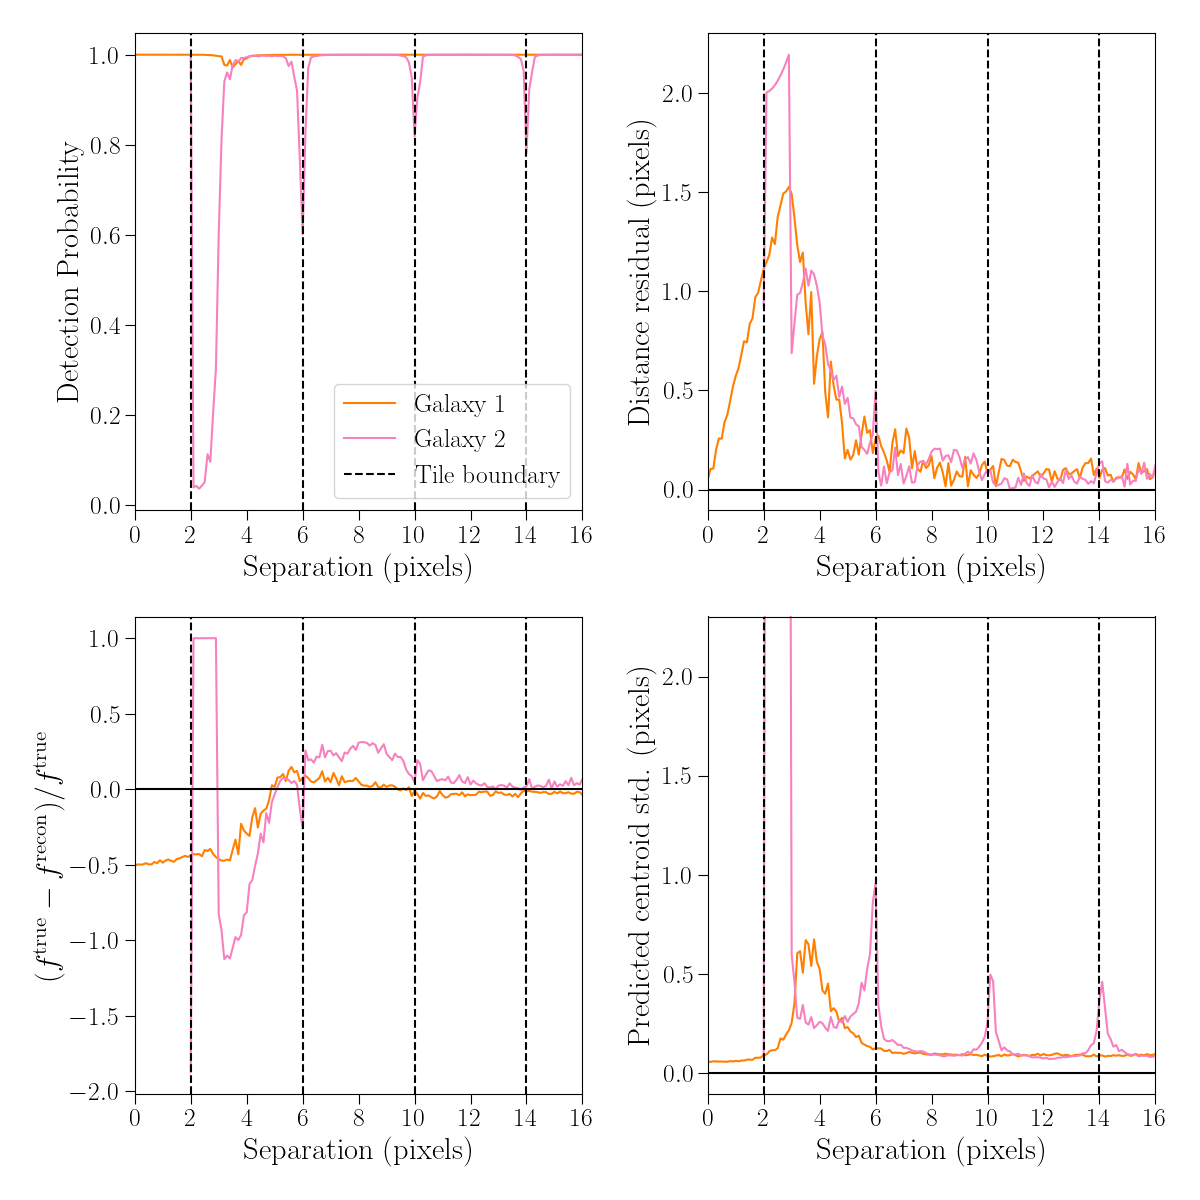 Detection Probability
1.0
0.8
0.6
0.4
0.2
0.0
Galaxy 1
Galaxy 2
Tile boundary
0 2 4 6 8 10 12 14 16
Separation (pixels)
Distance residual (pixels)
2.0
1.5
1.0
0.5
0.0
0 2 4 6 8 10 12 14 16
Separation (pixels)
(f^true − f^recon)/f^true
1.0
0.5
0.0
−0.5
−1.0
−1.5
−2.0
0 2 4 6 8 10 12 14 16
Separation (pixels)
Predicted centroid std. (pixels)
2.0
1.5
1.0
0.5
0.0
0 2 4 6 8 10 12 14 16
Separation (pixels)